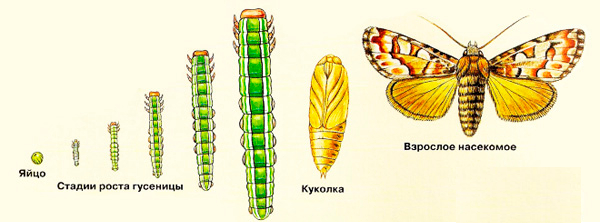 Яйцо
Стадии роста гусеницы
Куколка
Взрослое насекомое